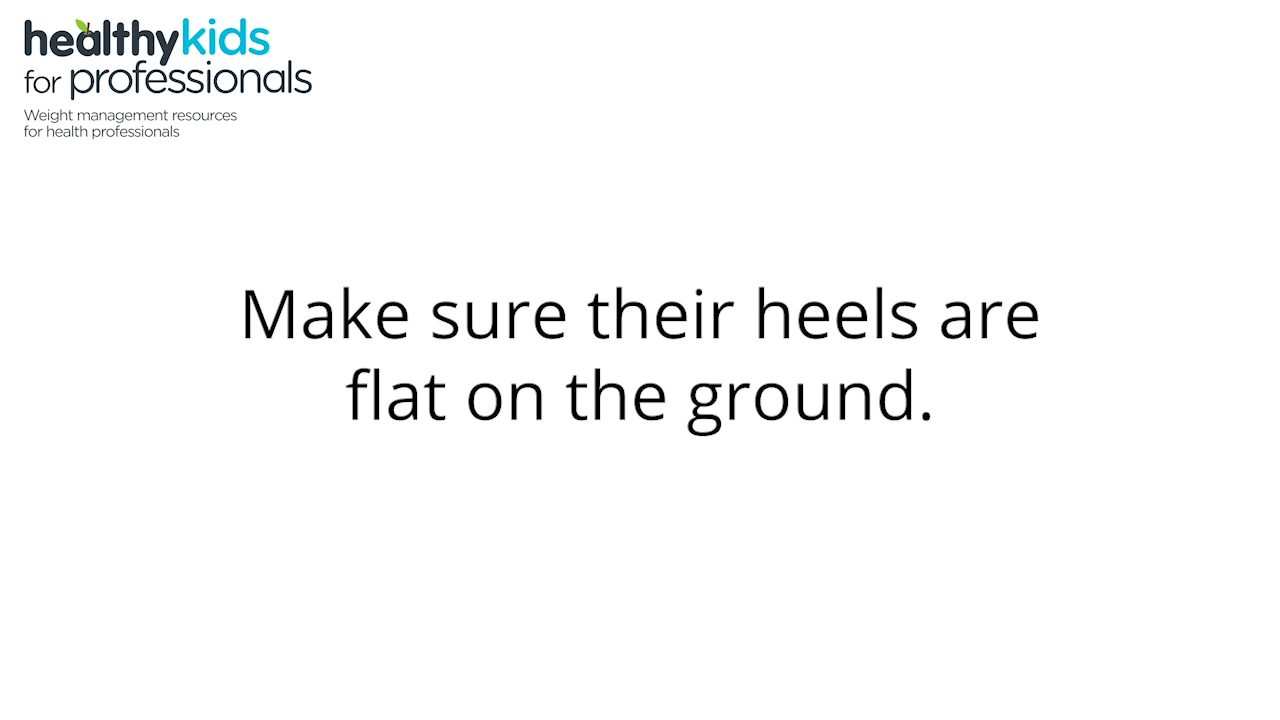 healthykids
for professionals
Weight management resources
for health professionals
Make sure their heels are
flat on the ground.